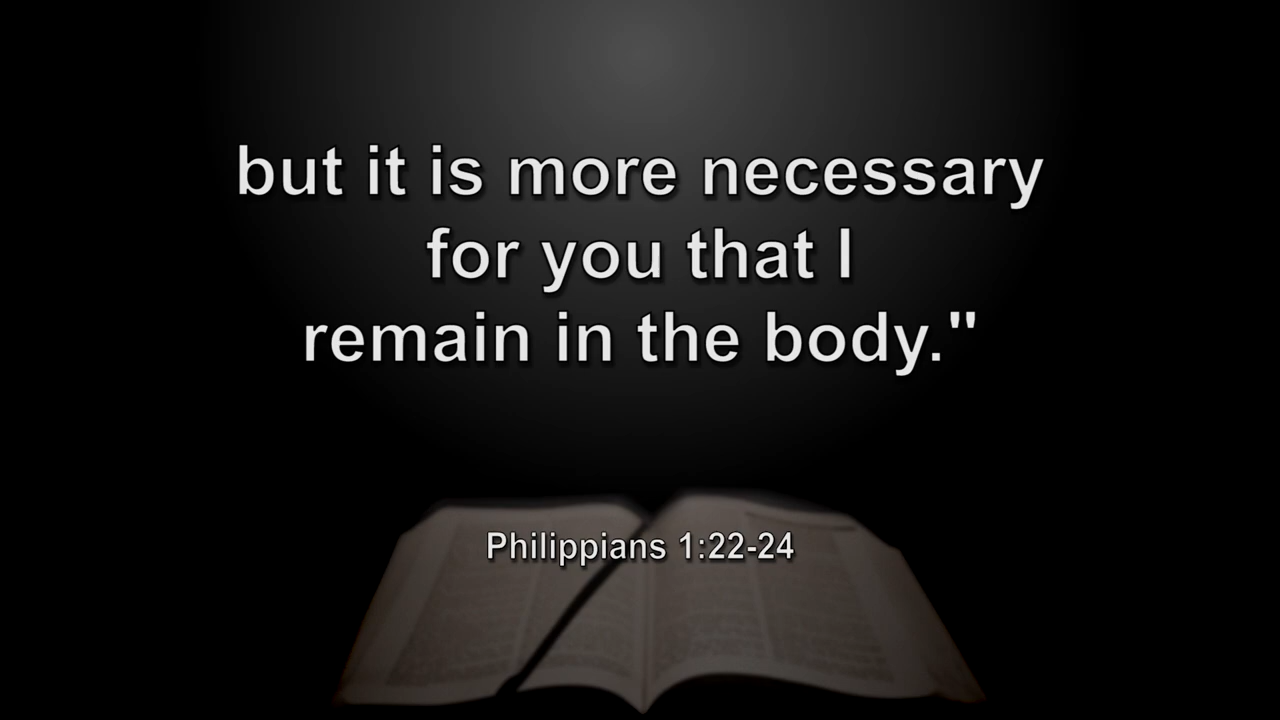 but it is more necessary
for you that I
remain in the body."
Philippians 1:22-24